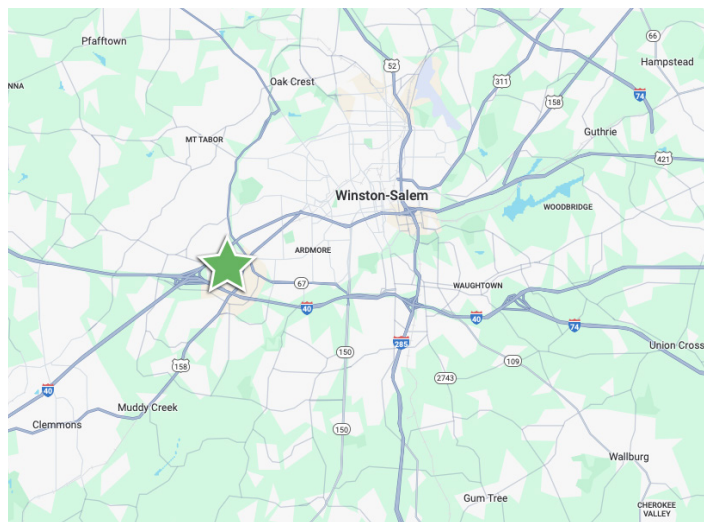 Pfafftown
66
Hampstead
52
NNA
Oak Crest
311
74
158
MT TABOR
Guthrie
421
Winston-Salem
WOODBRIDGE
ARDMORE
67
WAUGHTOWN
40
40
74
285
Union Cross
150
109
158
2743
40
Muddy Creek
Clemmons
150
Wallburg
Gum Tree
CHEROKEE
VALLEY